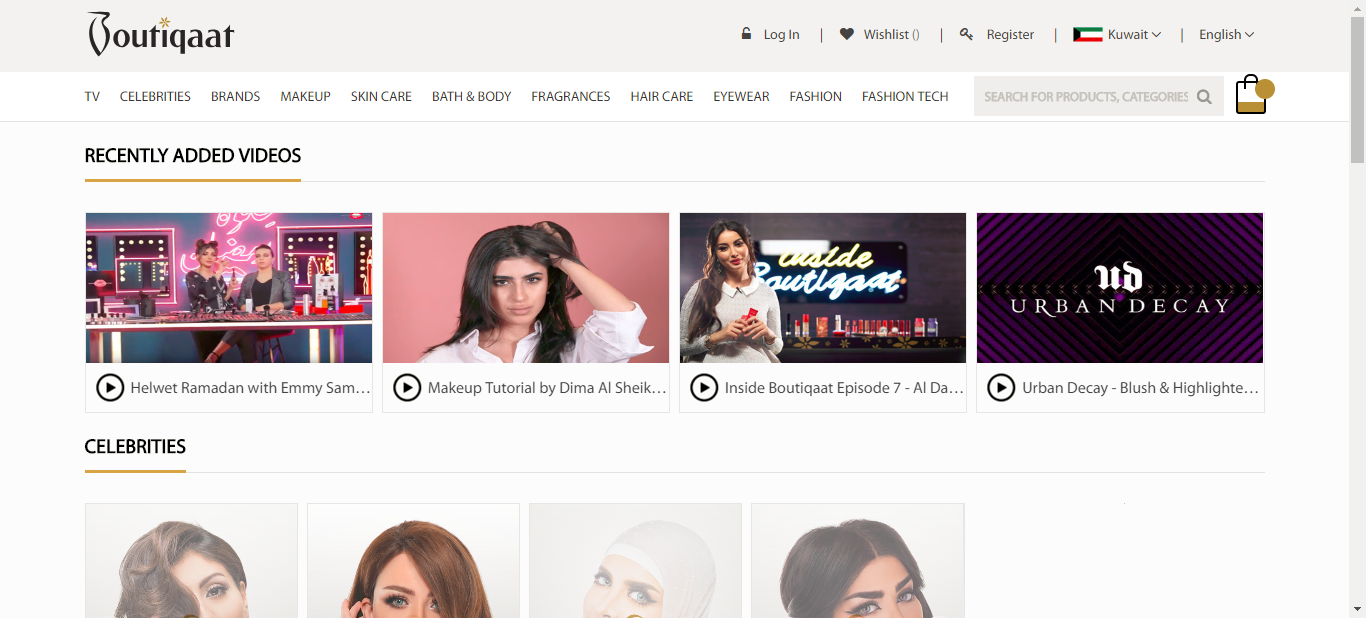 Boutiqaat
Log In | Wishlist () | Register | Kuwait | English
TV CELEBRITIES BRANDS MAKEUP SKIN CARE BATH & BODY FRAGRANCES HAIR CARE EYEWEAR FASHION FASHION TECH SEARCH FOR PRODUCTS, CATEGORIES
RECENTLY ADDED VIDEOS
inside
Boutiqaat
ud
URBAN DECAY
Helwet Ramadan with Emmy Sam...
Makeup Tutorial by Dima Al Sheik...
Inside Boutiqaat Episode 7 - Al Da...
Urban Decay - Blush & Highlighte...
CELEBRITIES